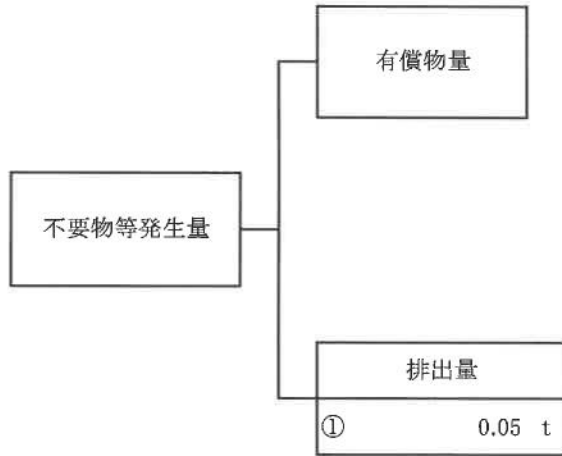 有償物量
不要物等発生量
排出量
① 0.05 t